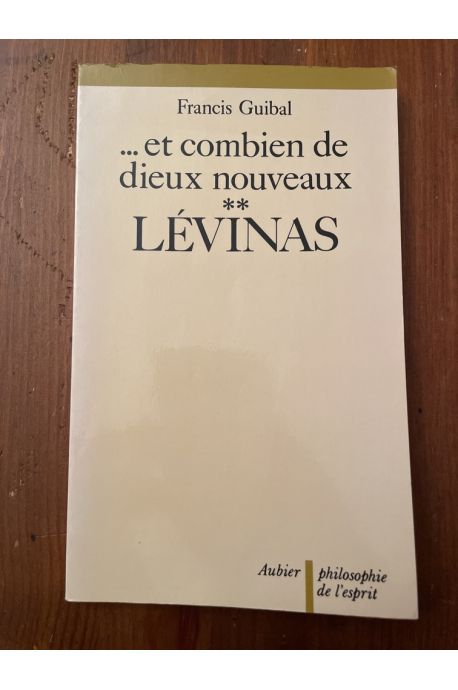 Francis Guibal
... et combien de
dieux nouveaux
**
LÉVINAS
Aubier
philosophie
de l'esprit